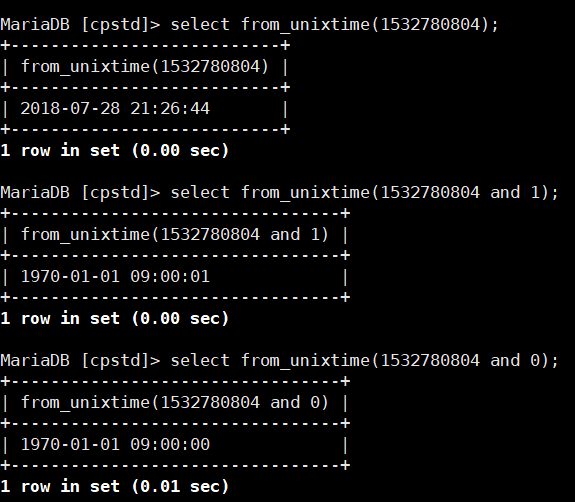 MariaDB [cpstd]> select from_unixtime(1532780804);
+---------------------------+
| from_unixtime(1532780804) |
+---------------------------+
| 2018-07-28 21:26:44       |
+---------------------------+
1 row in set (0.00 sec)
MariaDB [cpstd]> select from_unixtime(1532780804 and 1);
+---------------------------------+
| from_unixtime(1532780804 and 1) |
+---------------------------------+
| 1970-01-01 09:00:01             |
+---------------------------------+
1 row in set (0.00 sec)
MariaDB [cpstd]> select from_unixtime(1532780804 and 0);
+---------------------------------+
| from_unixtime(1532780804 and 0) |
+---------------------------------+
| 1970-01-01 09:00:00             |
+---------------------------------+
1 row in set (0.01 sec)